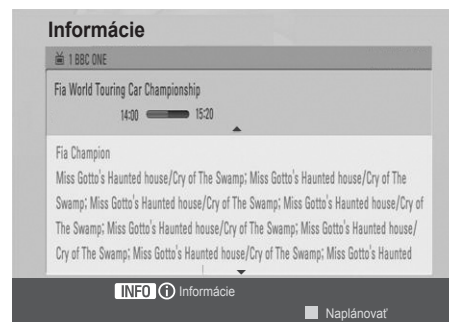 Informácie
1 BBC ONE
Fia World Touring Car Championship
14:00 15:20
Fia Champion
Miss Gotto's Haunted house/Cry of The Swamp; Miss Gotto's Haunted house/Cry of The
Swamp; Miss Gotto's Haunted house/Cry of The Swamp; Miss Gotto's Haunted house/Cry of
The Swamp; Miss Gotto's Haunted house/Cry of The Swamp; Miss Gotto's Haunted house/
Cry of The Swamp; Miss Gotto's Haunted house/Cry of The Swamp; Miss Gotto's Haunted
INFO i Informácie
Naplánovať